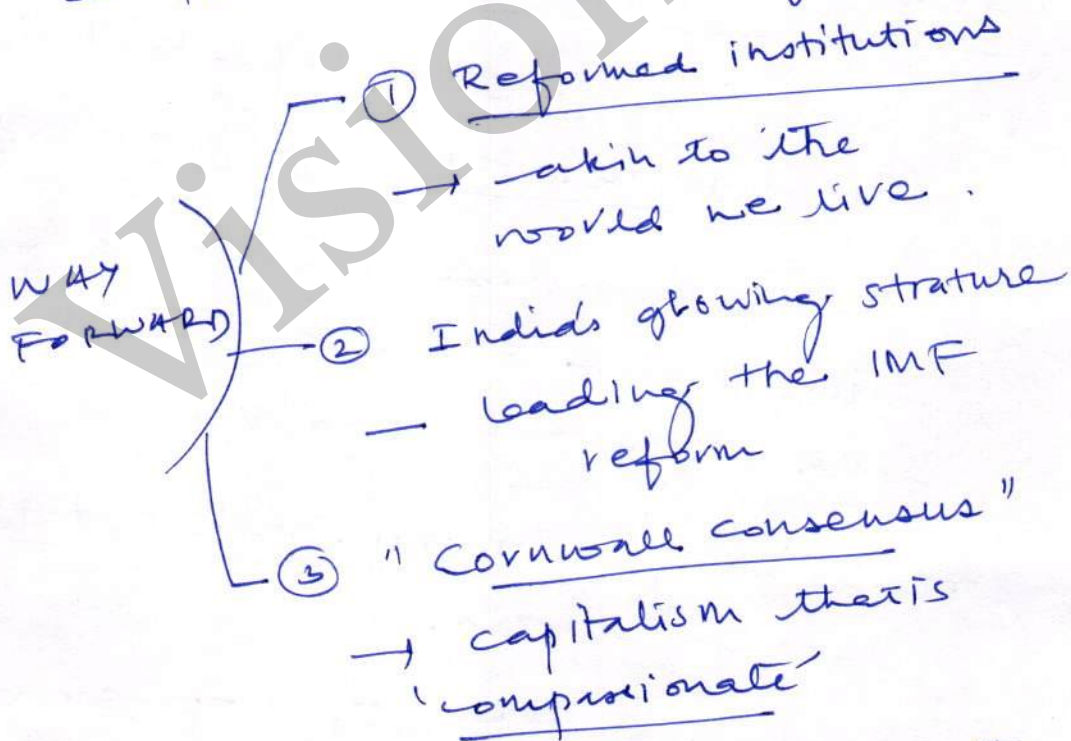 ① Reformed institutions
→ akin to the
world we live.
WAY
FORWARD
② India's growing strature
— leading the IMF
reform
③ "Cornwall consensus"
→ capitalism that is
'compassionate'
Vision